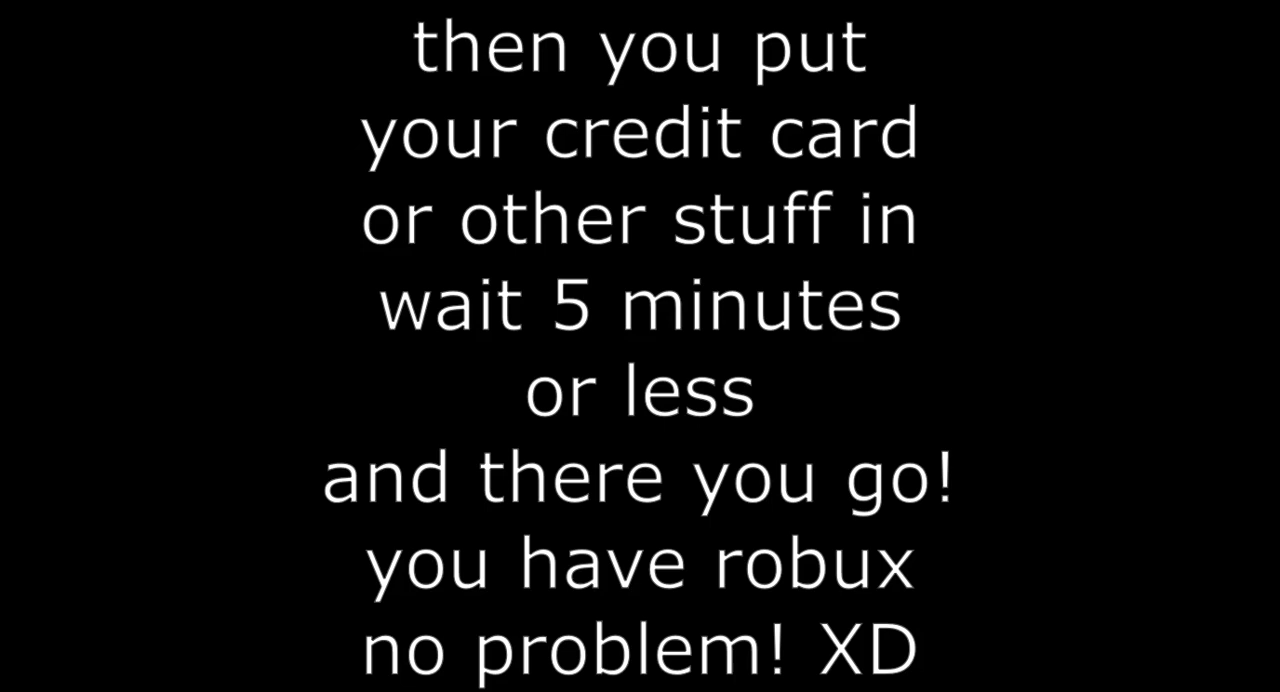 then you put
your credit card
or other stuff in
wait 5 minutes
or less
and there you go!
you have robux
no problem! XD